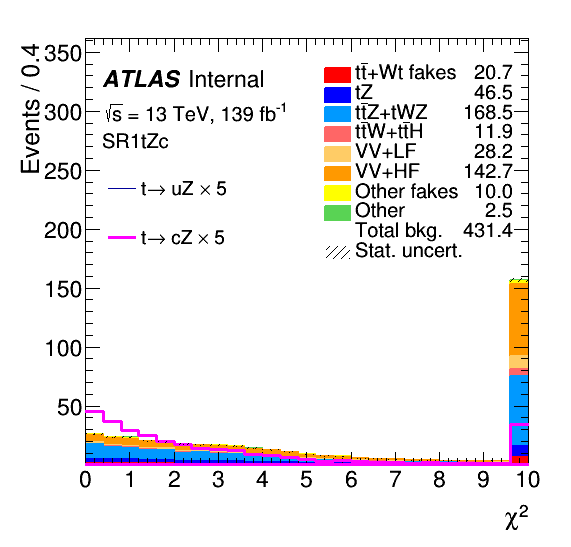 ATLAS Internal
√s = 13 TeV, 139 fb⁻¹
SR1tZc
t→ uZ × 5
t→ cZ × 5
tt̄+Wt fakes 20.7
tZ 46.5
tt̄Z+tWZ 168.5
tt̄W+tt̄H 11.9
VV+LF 28.2
VV+HF 142.7
Other fakes 10.0
Other 2.5
Total bkg. 431.4
Stat. uncert.
Events / 0.4
350
300
250
200
150
100
50
0 1 2 3 4 5 6 7 8 9 10
χ²